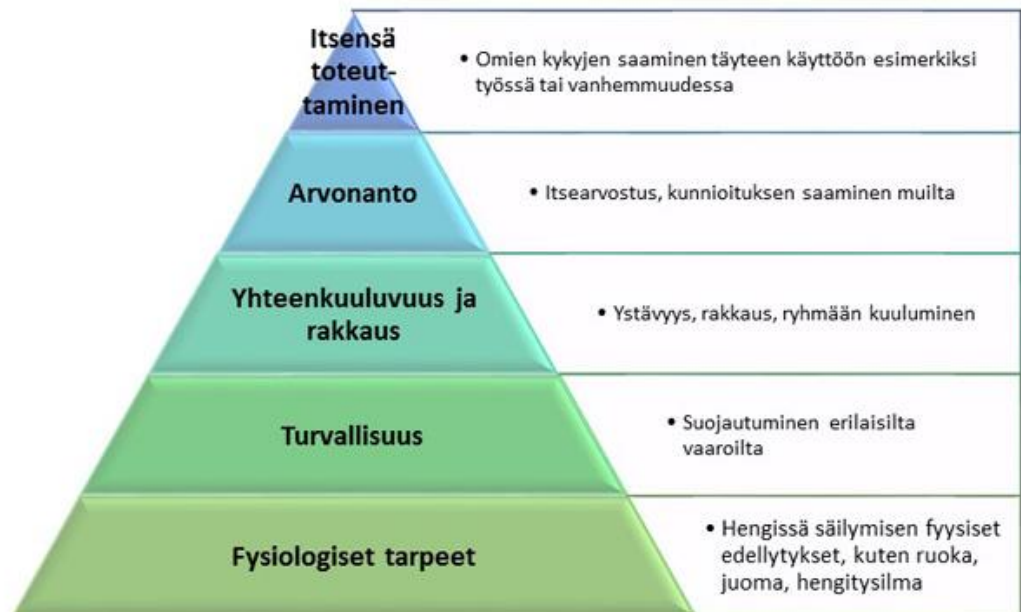 Itsensä
toteut-
taminen
• Omien kykyjen saaminen täyteen käyttöön esimerkiksi
työssä tai vanhemmuudessa
Arvonanto
• Itsearvostus, kunnioituksen saaminen muilta
Yhteenkuuluvuus ja
rakkaus
• Ystävyys, rakkaus, ryhmään kuuluminen
Turvallisuus
• Suojautuminen erilaisilta
vaaroilta
Fysiologiset tarpeet
• Hengissä säilymisen fyysiset
edellytykset, kuten ruoka,
juoma, hengitysilma